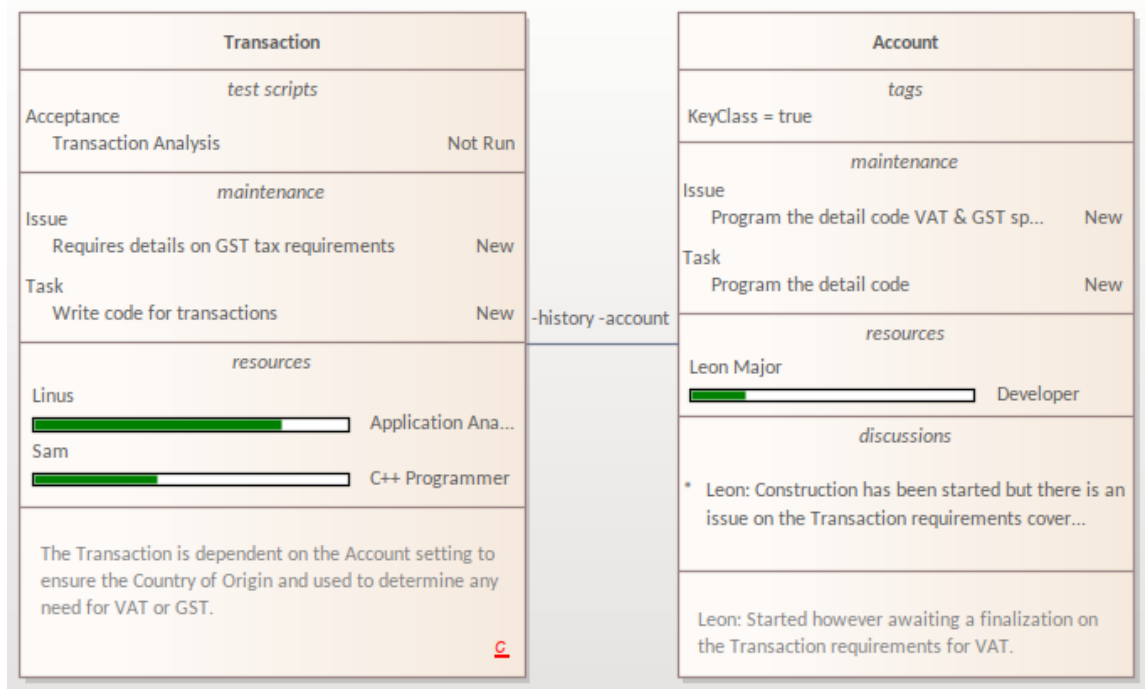 Transaction
test scripts
Acceptance
Transaction Analysis Not Run
maintenance
Issue
Requires details on GST tax requirements New
Task
Write code for transactions New
resources
Linus
Application Ana...
Sam
C++ Programmer
The Transaction is dependent on the Account setting to
ensure the Country of Origin and used to determine any
need for VAT or GST.
C
-history -account
Account
tags
KeyClass = true
maintenance
Issue
Program the detail code VAT & GST sp... New
Task
Program the detail code New
resources
Leon Major
Developer
discussions
* Leon: Construction has been started but there is an
issue on the Transaction requirements cover...
Leon: Started however awaiting a finalization on
the Transaction requirements for VAT.